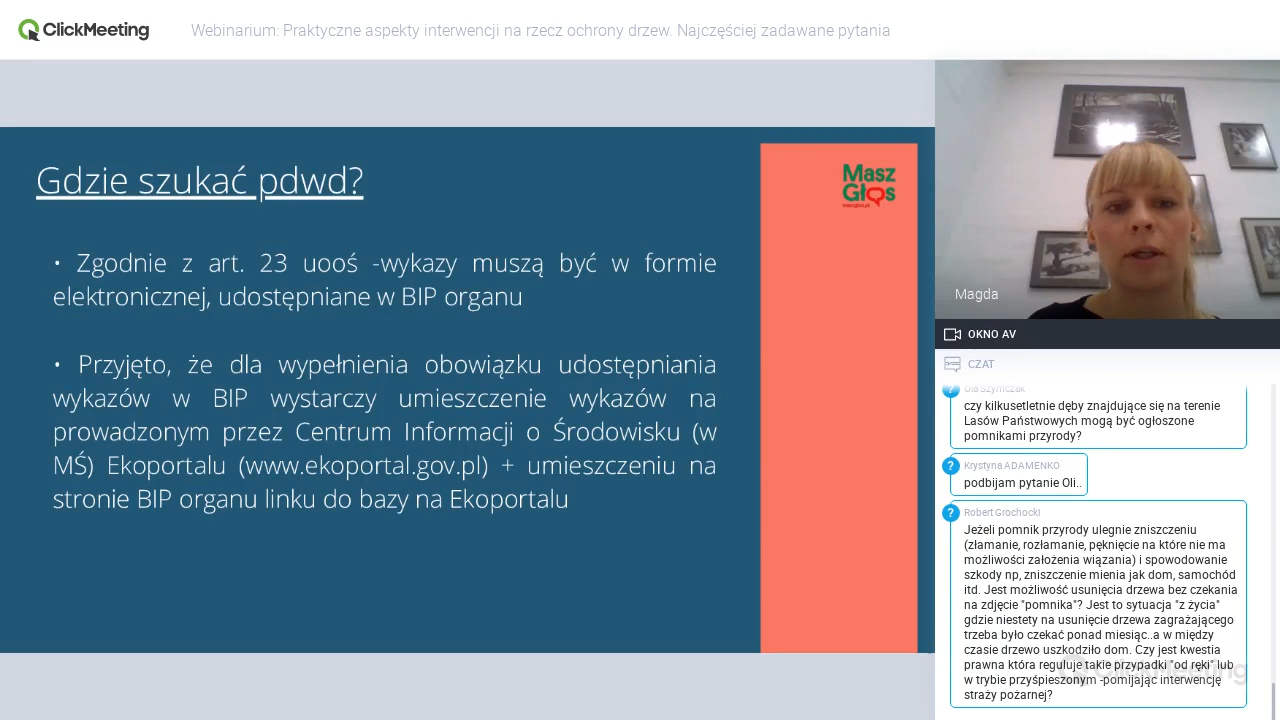 ClickMeeting
Webinarium: Praktyczne aspekty interwencji na rzecz ochrony drzew. Najczęściej zadawane pytania
Gdzie szukać pdwd?
Masz
Głos
• Zgodnie z art. 23 uooś -wykazy muszą być w formie
elektronicznej, udostępniane w BIP organu
• Przyjęto, że dla wypełnienia obowiązku udostępniania
wykazów w BIP wystarczy umieszczenie wykazów na
prowadzonym przez Centrum Informacji o Środowisku (w
MŚ) Ekoportalu (www.ekoportal.gov.pl) + umieszczeniu na
stronie BIP organu linku do bazy na Ekoportalu
Magda
OKNO AV
CZAT
Ola Szymczak
czy kilkusetletnie dęby znajdujące się na terenie
Lasów Państwowych mogą być ogłoszone
pomnikami przyrody?
? Krystyna ADAMENKO
podbijam pytanie Oli..
? Robert Grochocki
Jeżeli pomnik przyrody ulegnie zniszczeniu
(złamanie, rozłamanie, pęknięcie na które nie ma
możliwości założenia wiązania) i spowodowanie
szkody np, zniszczenie mienia jak dom, samochód
itd. Jest możliwość usunięcia drzewa bez czekania
na zdjęcie "pomnika"? Jest to sytuacja "z życia"
gdzie niestety na usunięcie drzewa zagrażającego
trzeba było czekać ponad miesiąc..a w między
czasie drzewo uszkodziło dom. Czy jest kwestia
prawna która reguluje takie przypadki "od ręki" lub
w trybie przyśpieszonym -pomijając interwencję
straży pożarnej?
ClickMeeting